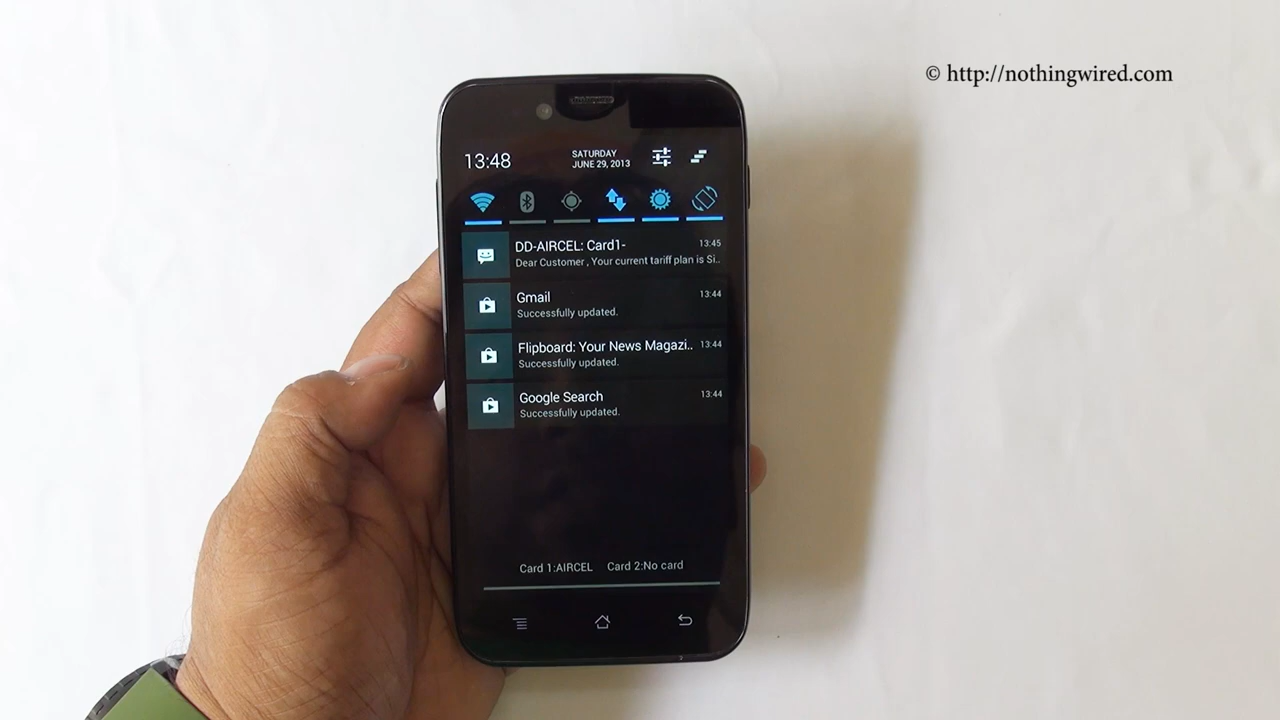 © http://nothingwired.com
13:48
SATURDAY
JUNE 29, 2013
DD-AIRCEL: Card1-
13:45
Dear Customer , Your current tariff plan is Si..
Gmail
13:44
Successfully updated.
Flipboard: Your News Magazi..
13:44
Successfully updated.
Google Search
13:44
Successfully updated.
Card 1:AIRCEL Card 2:No card